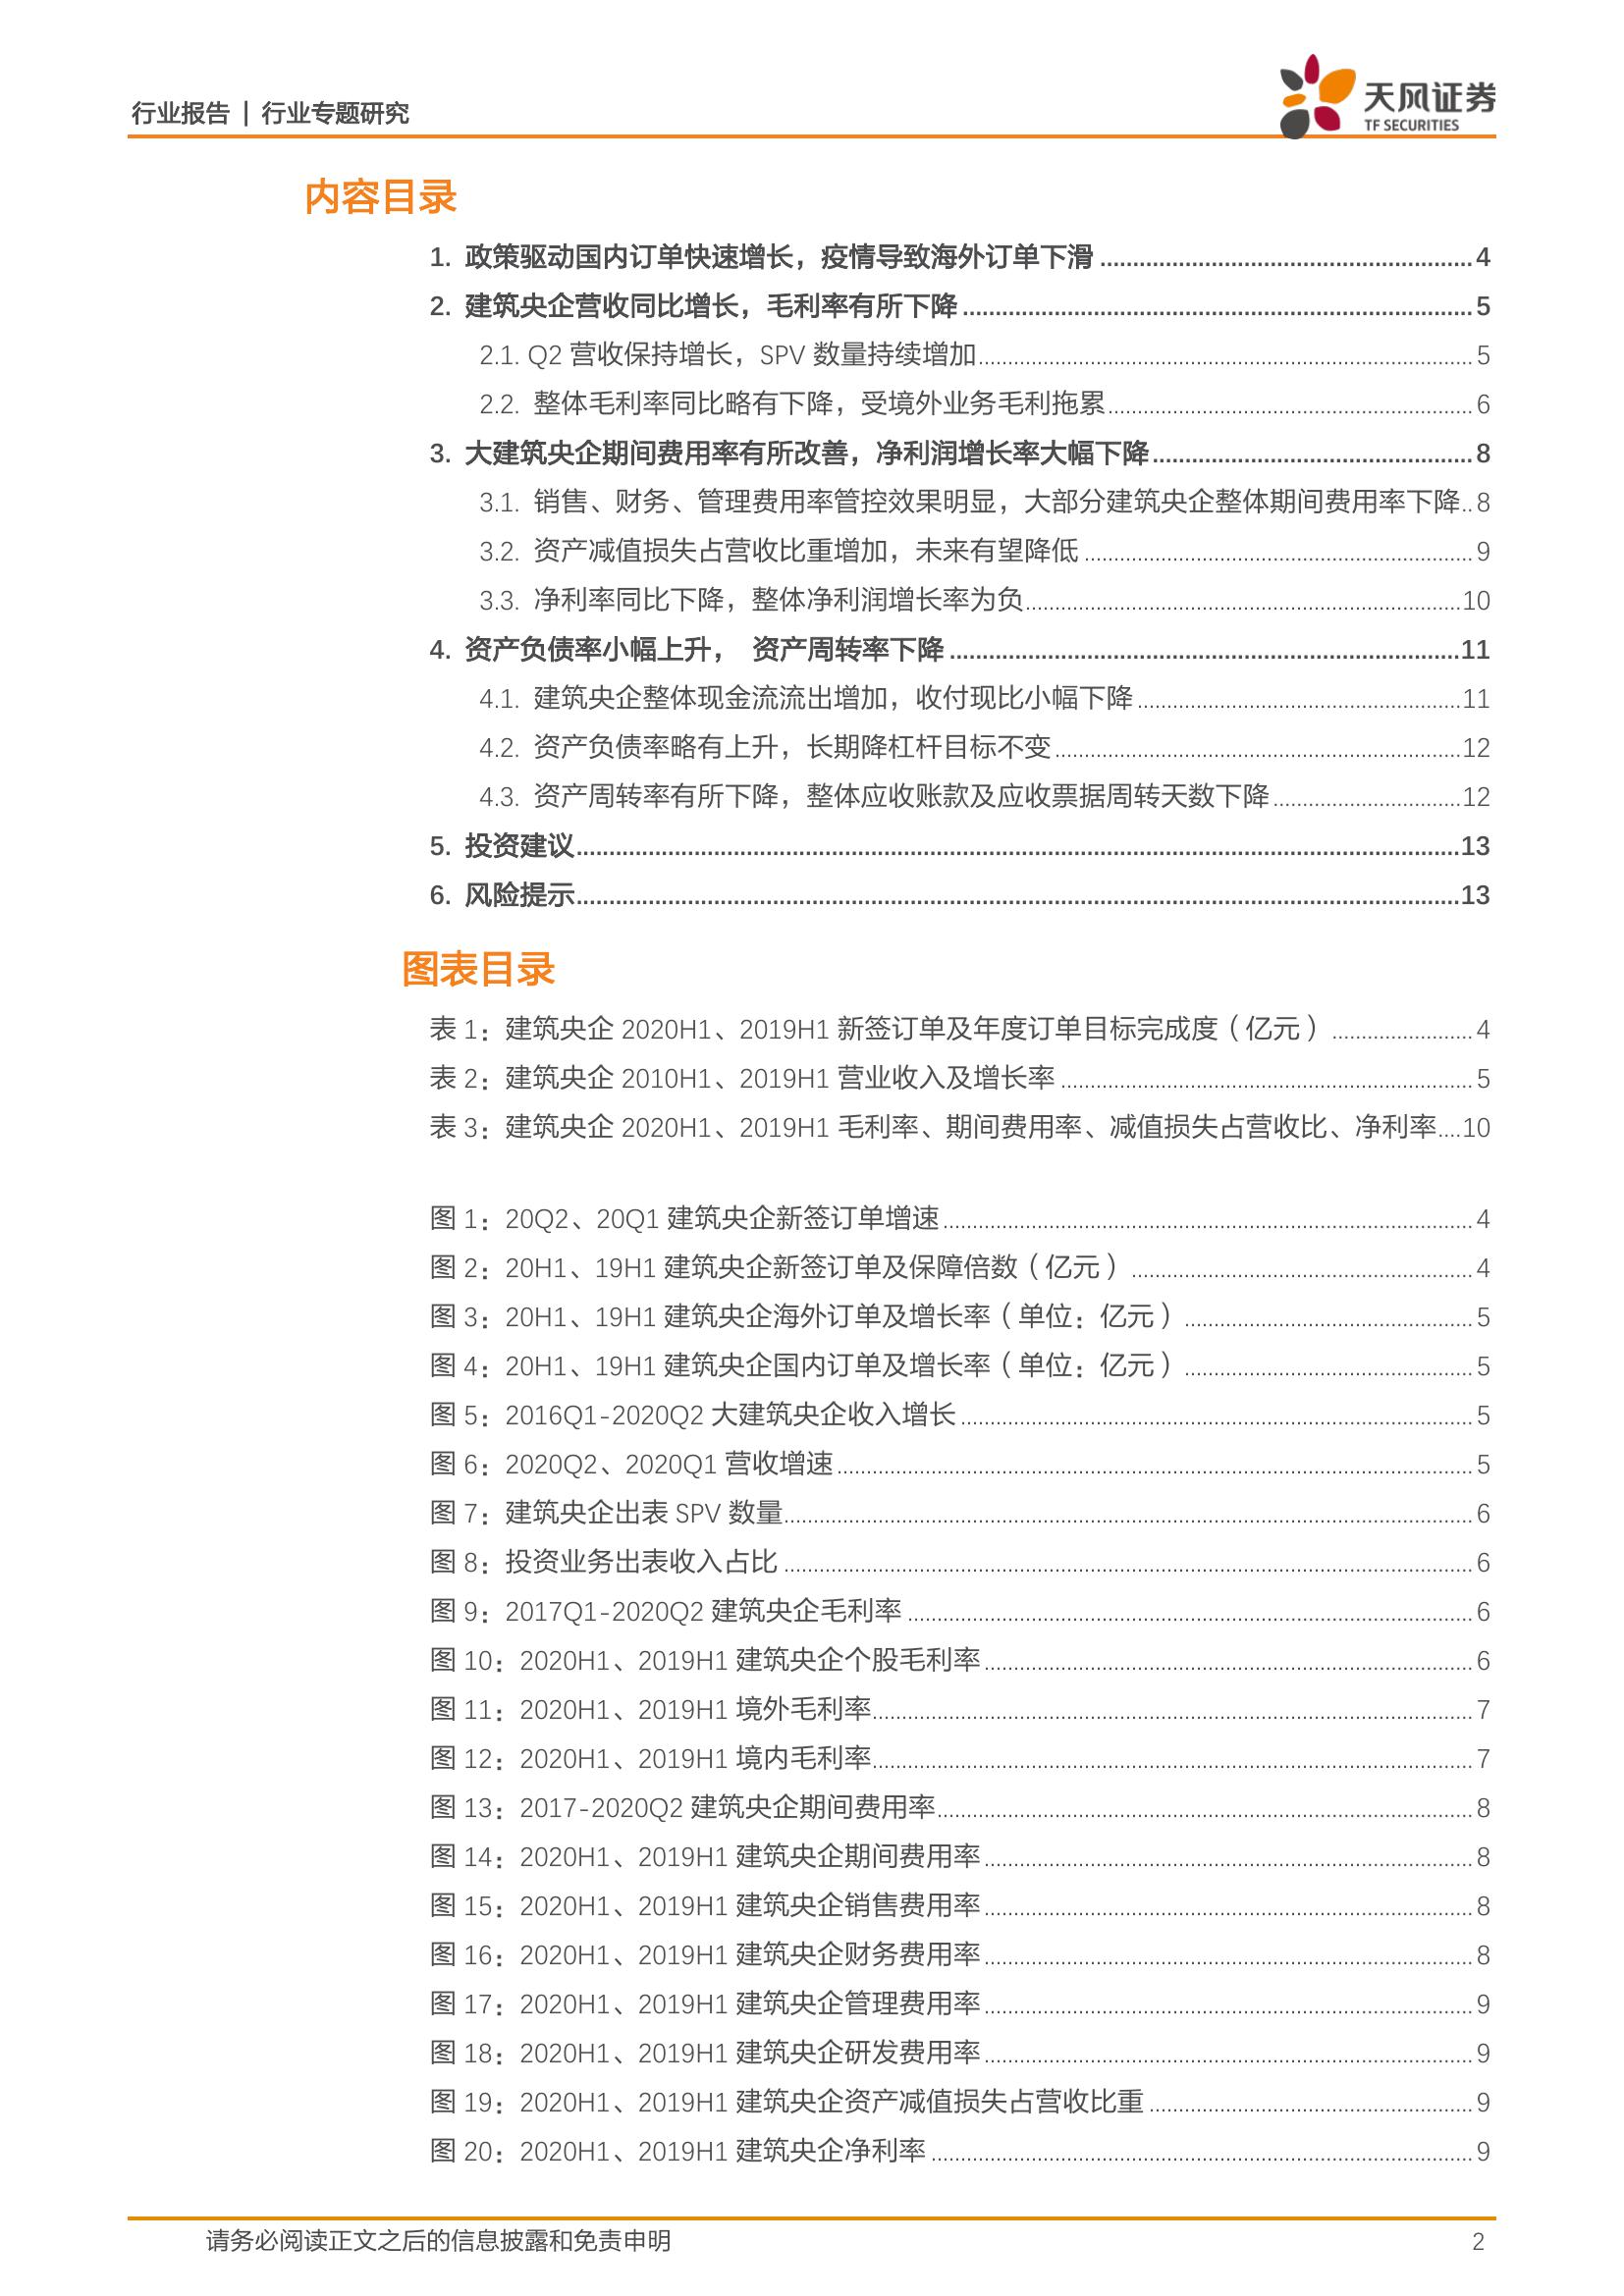 行业报告 | 行业专题研究
天风证券
TF SECURITIES
内容目录
1. 政策驱动国内订单快速增长，疫情导致海外订单下滑 ........ 4
2. 建筑央企营收同比增长，毛利率有所下降 ........ 5
2.1. Q2 营收保持增长，SPV 数量持续增加 ........ 5
2.2. 整体毛利率同比略有下降，受境外业务毛利拖累 ........ 6
3. 大建筑央企期间费用率有所改善，净利润增长率大幅下降 ........ 8
3.1. 销售、财务、管理费用率管控效果明显，大部分建筑央企整体期间费用率下降..8
3.2. 资产减值损失占营收比重增加，未来有望降低 ........ 9
3.3. 净利率同比下降，整体净利润增长率为负 ........ 10
4. 资产负债率小幅上升， 资产周转率下降 ........ 11
4.1. 建筑央企整体现金流流出增加，收付现比小幅下降 ........ 11
4.2. 资产负债率略有上升，长期降杠杆目标不变 ........ 12
4.3. 资产周转率有所下降，整体应收账款及应收票据周转天数下降 ........ 12
5. 投资建议 ........ 13
6. 风险提示 ........ 13
图表目录
表 1：建筑央企 2020H1、2019H1 新签订单及年度订单目标完成度（亿元） ........ 4
表 2：建筑央企 2010H1、2019H1 营业收入及增长率 ........ 5
表 3：建筑央企 2020H1、2019H1 毛利率、期间费用率、减值损失占营收比、净利率....10
图 1：20Q2、20Q1 建筑央企新签订单增速 ........ 4
图 2：20H1、19H1 建筑央企新签订单及保障倍数（亿元） ........ 4
图 3：20H1、19H1 建筑央企海外订单及增长率（单位：亿元） ........ 5
图 4：20H1、19H1 建筑央企国内订单及增长率（单位：亿元） ........ 5
图 5：2016Q1-2020Q2 大建筑央企收入增长 ........ 5
图 6：2020Q2、2020Q1 营收增速 ........ 5
图 7：建筑央企出表 SPV 数量 ........ 6
图 8：投资业务出表收入占比 ........ 6
图 9：2017Q1-2020Q2 建筑央企毛利率 ........ 6
图 10：2020H1、2019H1 建筑央企个股毛利率 ........ 6
图 11：2020H1、2019H1 境外毛利率 ........ 7
图 12：2020H1、2019H1 境内毛利率 ........ 7
图 13：2017-2020Q2 建筑央企期间费用率 ........ 8
图 14：2020H1、2019H1 建筑央企期间费用率 ........ 8
图 15：2020H1、2019H1 建筑央企销售费用率 ........ 8
图 16：2020H1、2019H1 建筑央企财务费用率 ........ 8
图 17：2020H1、2019H1 建筑央企管理费用率 ........ 9
图 18：2020H1、2019H1 建筑央企研发费用率 ........ 9
图 19：2020H1、2019H1 建筑央企资产减值损失占营收比重 ........ 9
图 20：2020H1、2019H1 建筑央企净利率 ........ 9
请务必阅读正文之后的信息披露和免责申明 2